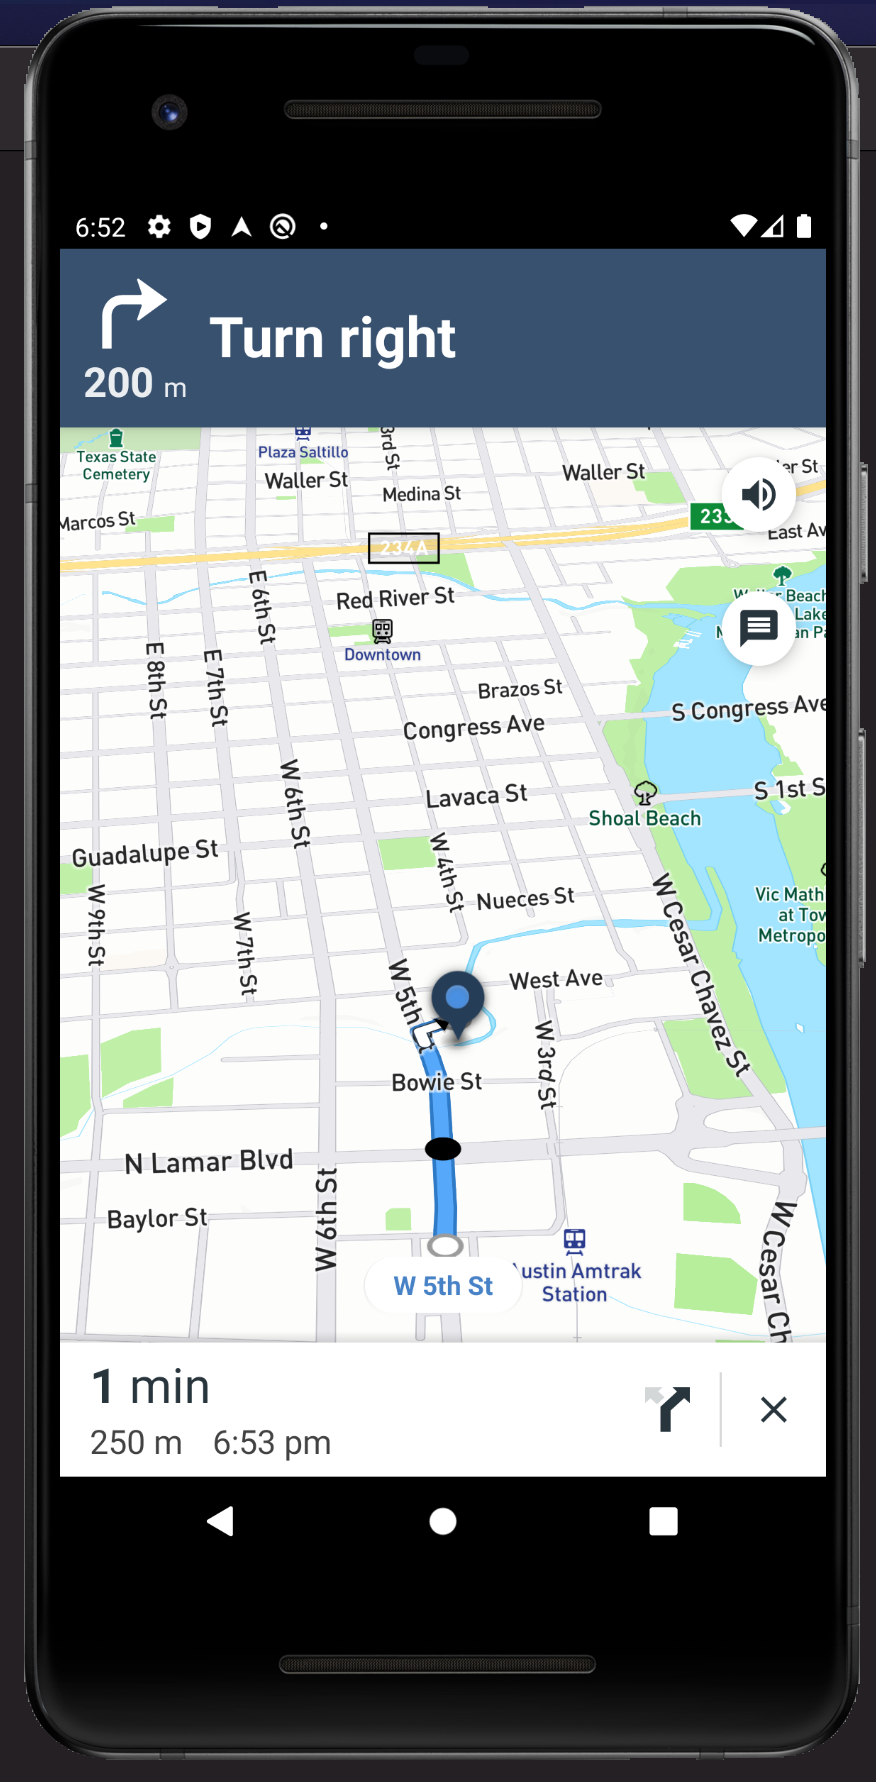 6:52
200 m
Turn right
Texas State
Cemetery
Plaza Saltillo
3rd St
Waller St
Waller St
er St
Medina St
Marcos St
234A
East Av
E 6th St
Red River St
Downtown
Beach
Lake
an Pa
E 8th St
E 7th St
Brazos St
S Congress Ave
Congress Ave
W 6th St
Lavaca St
S 1st S
Shoal Beach
Guadalupe St
W 4th St
W 9th St
Nueces St
W Cesar Chavez St
Vic Math
at Tow
Metropo
W 7th St
W 5th
West Ave
W 3rd St
Bowie St
N Lamar Blvd
Baylor St
W 6th St
W Cesar Ch
W 5th St
ustin Amtrak
Station
1 min
250 m 6:53 pm